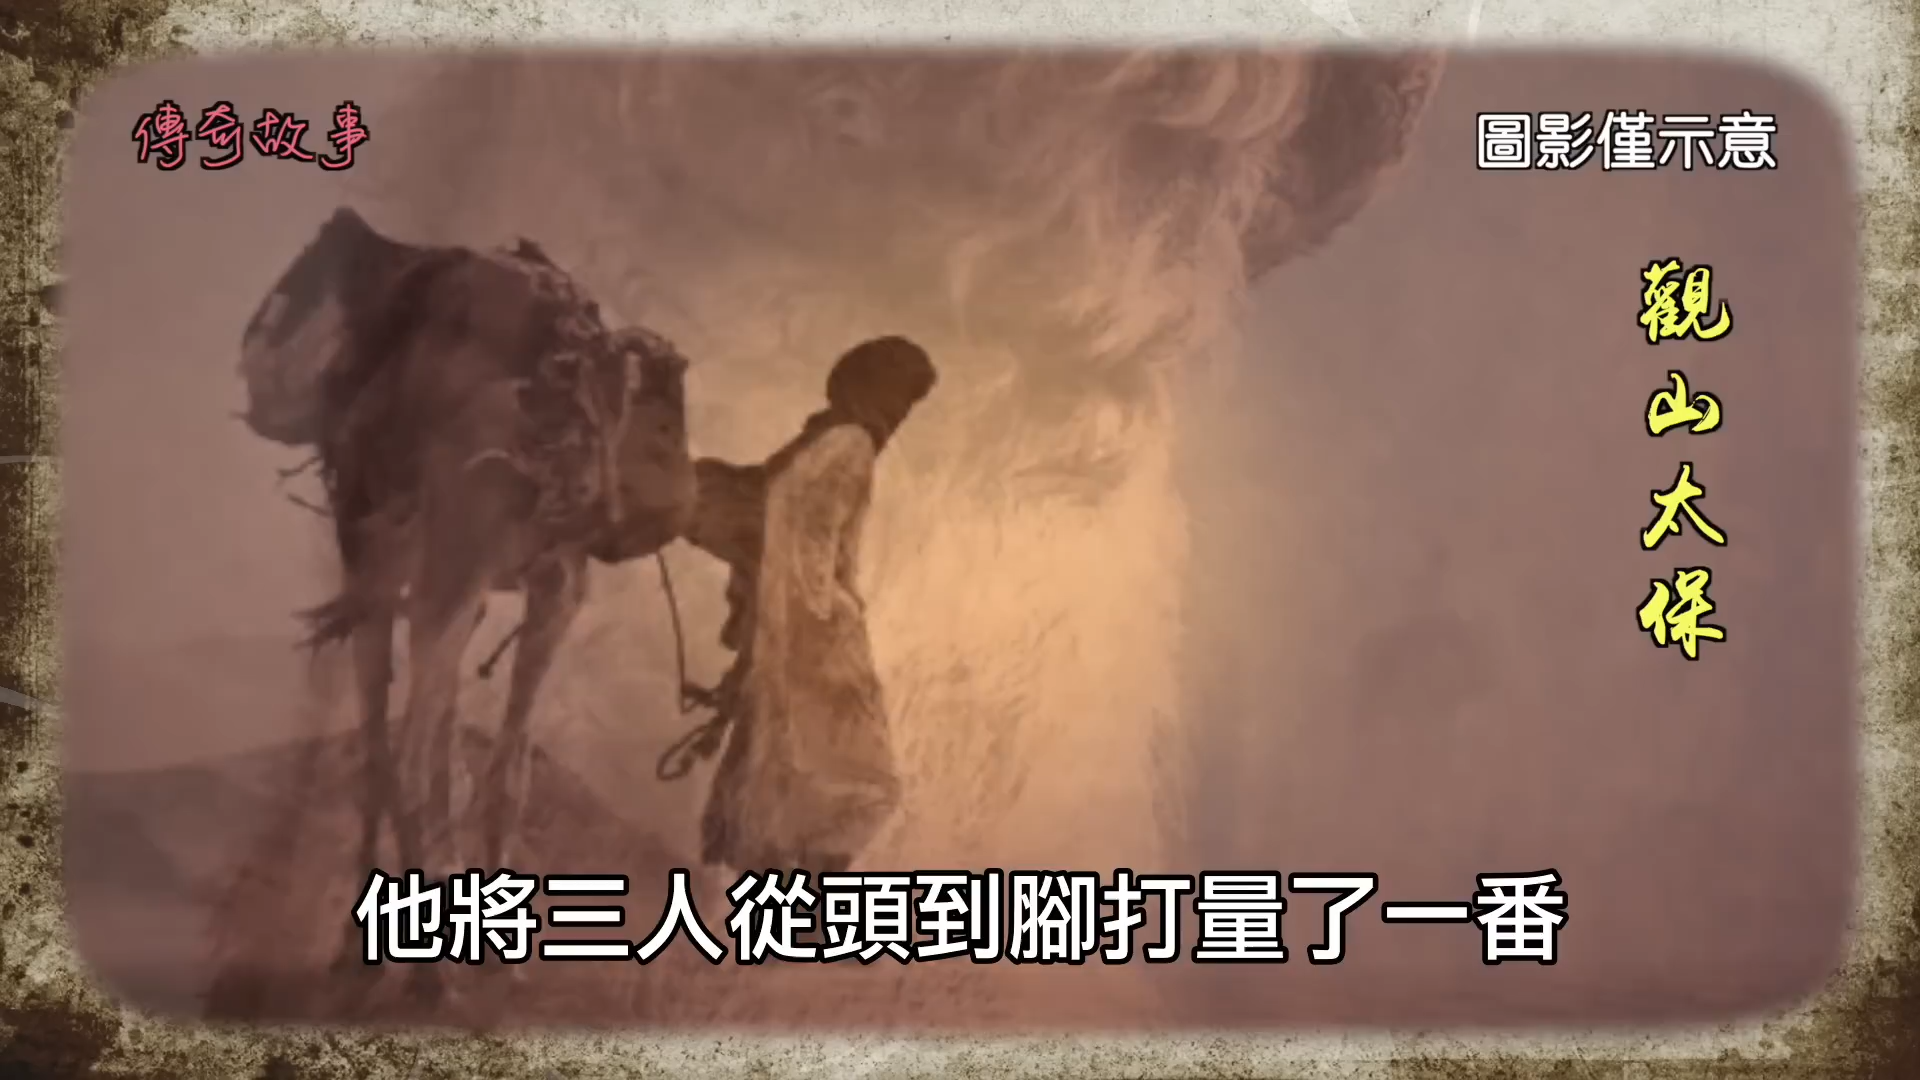 傳奇故事
圖影僅示意
觀山太保
他將三人從頭到腳打量了一番